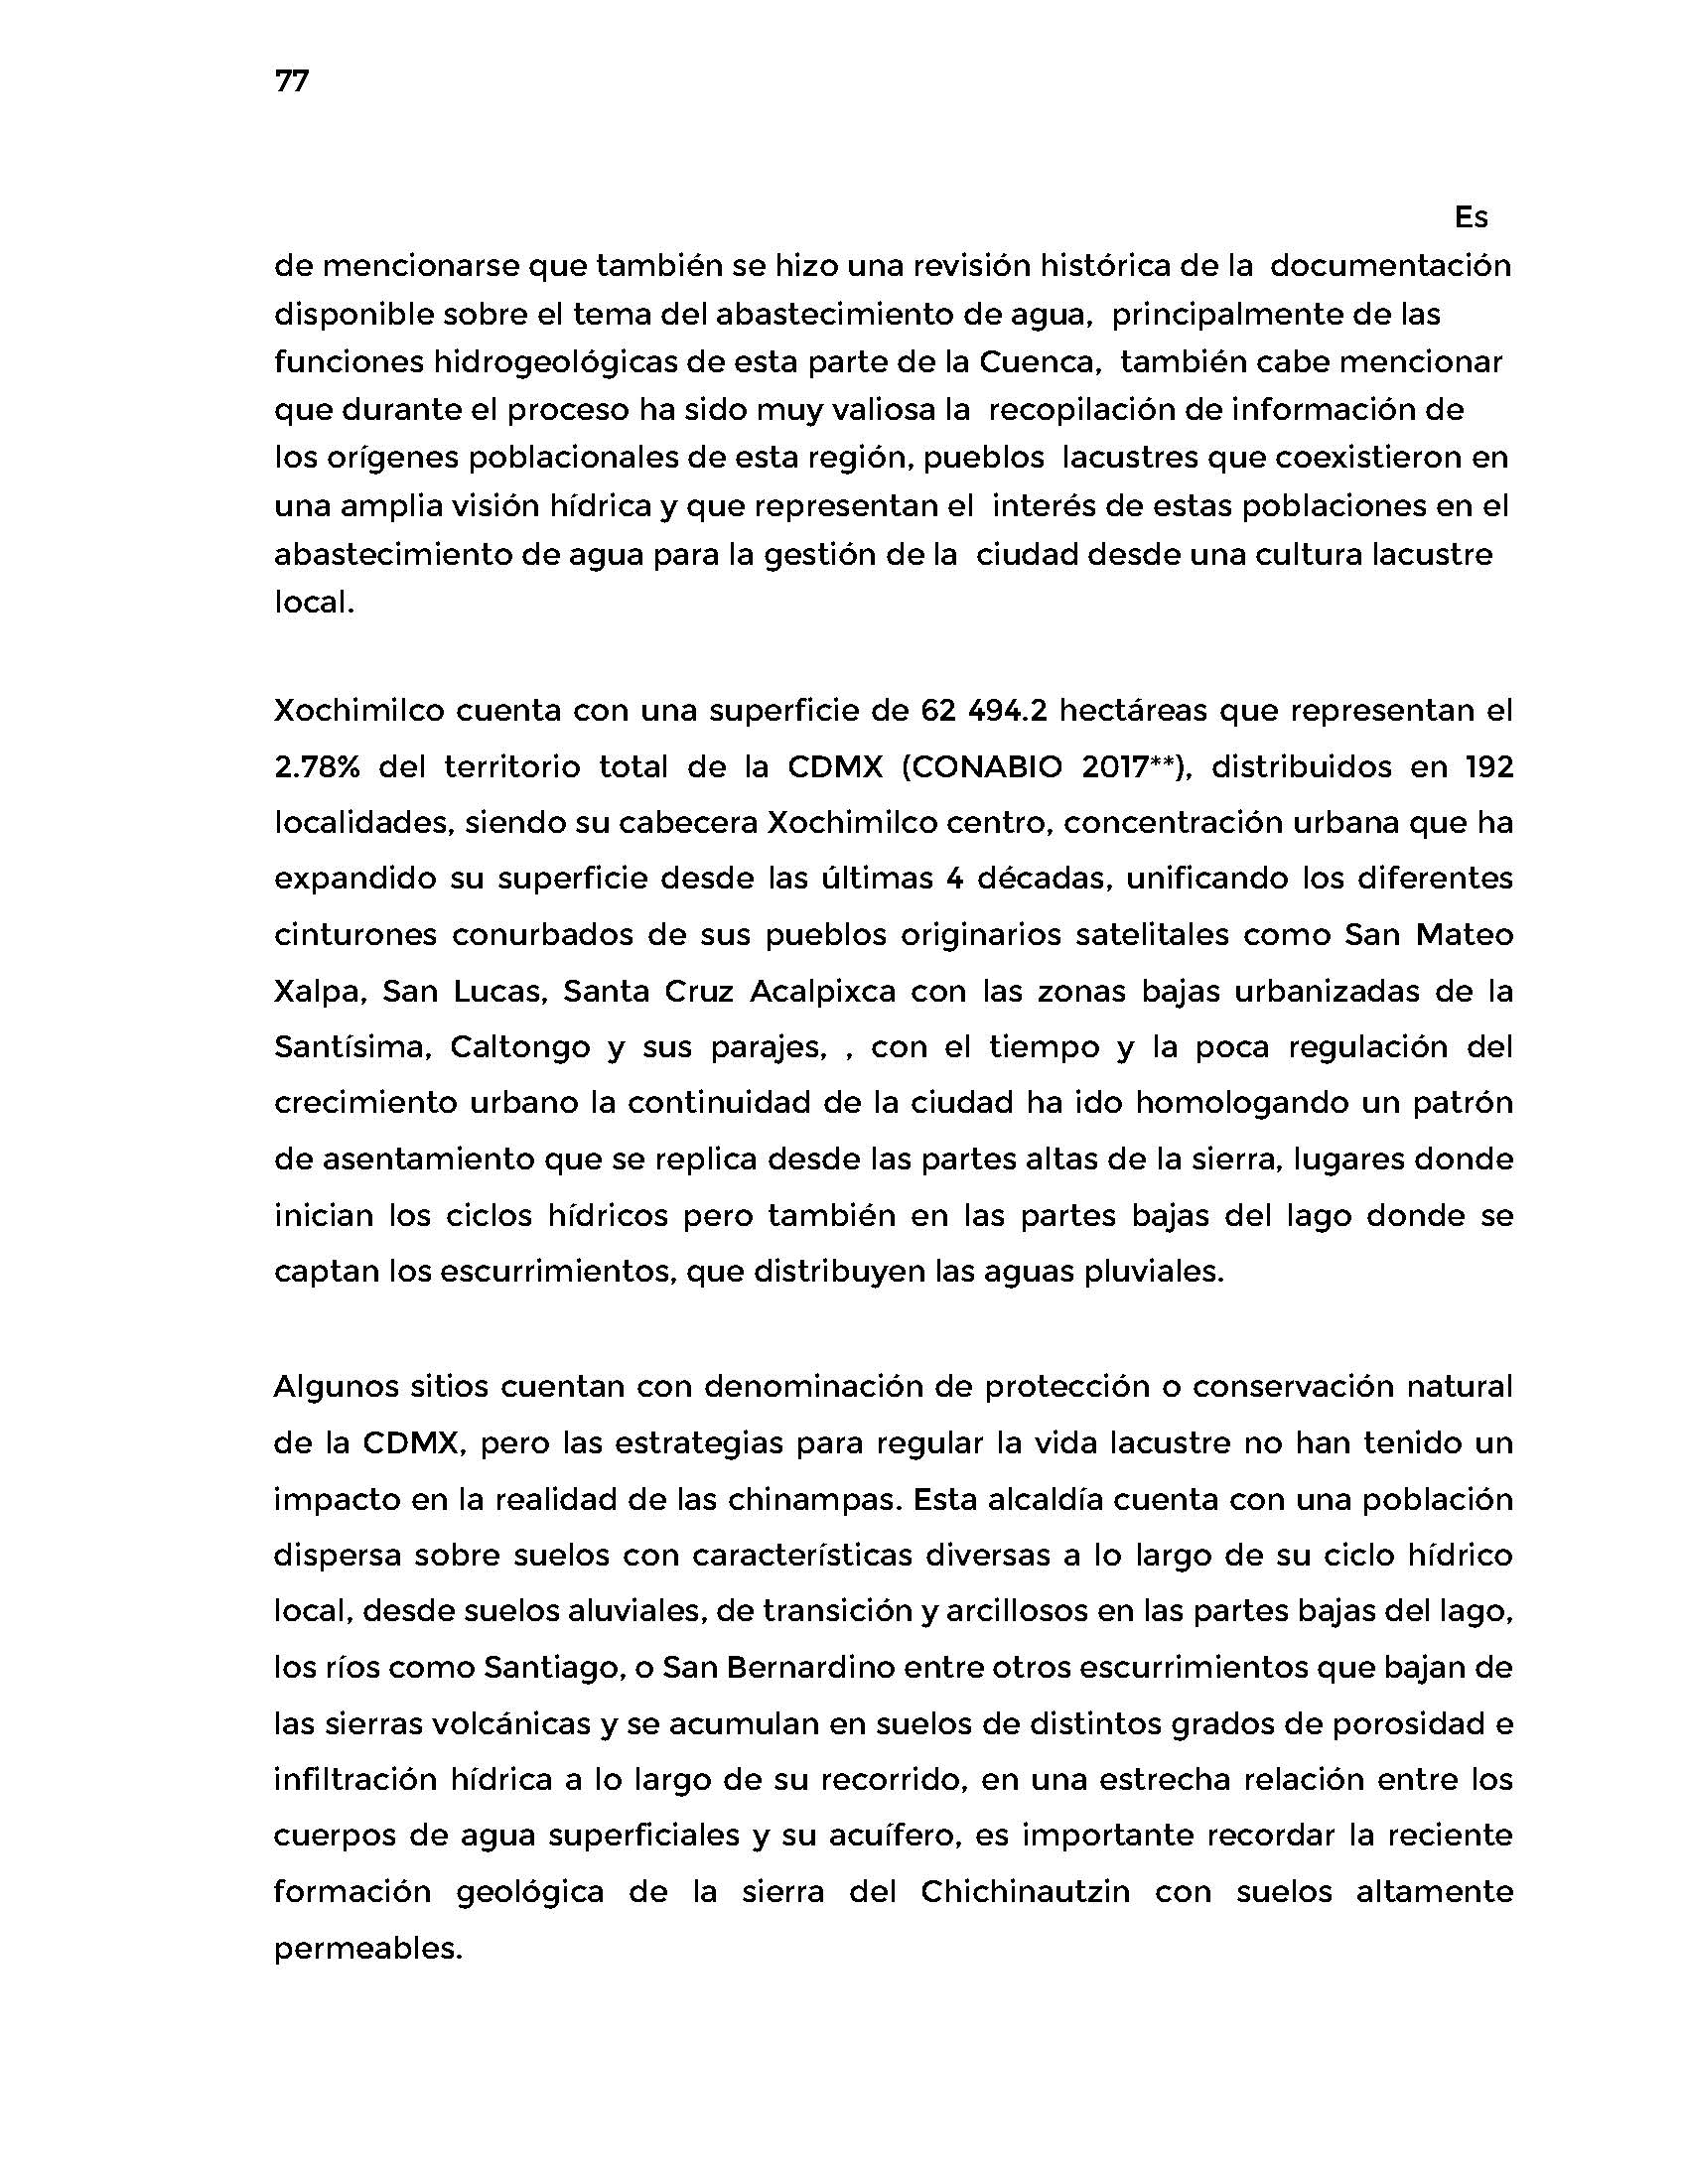 77
Es
de mencionarse que también se hizo una revisión histórica de la  documentación
disponible sobre el tema del abastecimiento de agua,  principalmente de las
funciones hidrogeológicas de esta parte de la Cuenca,  también cabe mencionar
que durante el proceso ha sido muy valiosa la  recopilación de información de
los orígenes poblacionales de esta región, pueblos  lacustres que coexistieron en
una amplia visión hídrica y que representan el  interés de estas poblaciones en el
abastecimiento de agua para la gestión de la  ciudad desde una cultura lacustre
local.
Xochimilco cuenta con una superficie de 62 494.2 hectáreas que representan el
2.78% del territorio total de la CDMX (CONABIO 2017**), distribuidos en 192
localidades, siendo su cabecera Xochimilco centro, concentración urbana que ha
expandido su superficie desde las últimas 4 décadas, unificando los diferentes
cinturones conurbados de sus pueblos originarios satelitales como San Mateo
Xalpa, San Lucas, Santa Cruz Acalpixca con las zonas bajas urbanizadas de la
Santísima, Caltongo y sus parajes, , con el tiempo y la poca regulación del
crecimiento urbano la continuidad de la ciudad ha ido homologando un patrón
de asentamiento que se replica desde las partes altas de la sierra, lugares donde
inician los ciclos hídricos pero también en las partes bajas del lago donde se
captan los escurrimientos, que distribuyen las aguas pluviales.
Algunos sitios cuentan con denominación de protección o conservación natural
de la CDMX, pero las estrategias para regular la vida lacustre no han tenido un
impacto en la realidad de las chinampas. Esta alcaldía cuenta con una población
dispersa sobre suelos con características diversas a lo largo de su ciclo hídrico
local, desde suelos aluviales, de transición y arcillosos en las partes bajas del lago,
los ríos como Santiago, o San Bernardino entre otros escurrimientos que bajan de
las sierras volcánicas y se acumulan en suelos de distintos grados de porosidad e
infiltración hídrica a lo largo de su recorrido, en una estrecha relación entre los
cuerpos de agua superficiales y su acuífero, es importante recordar la reciente
formación geológica de la sierra del Chichinautzin con suelos altamente
permeables.